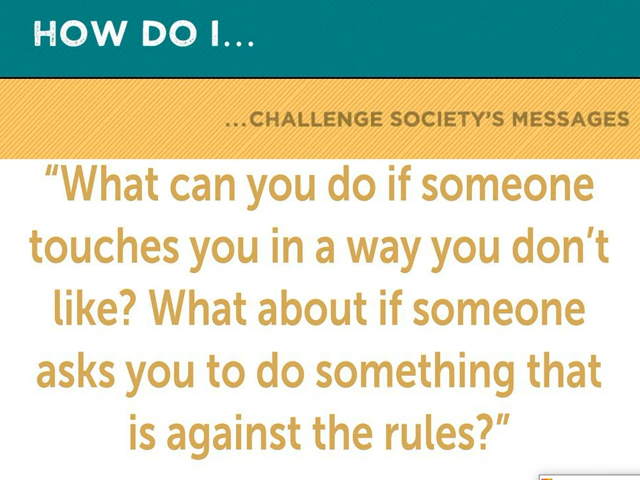 HOW DO I...
...CHALLENGE SOCIETY'S MESSAGES
“What can you do if someone
touches you in a way you don’t
like? What about if someone
asks you to do something that
is against the rules?”